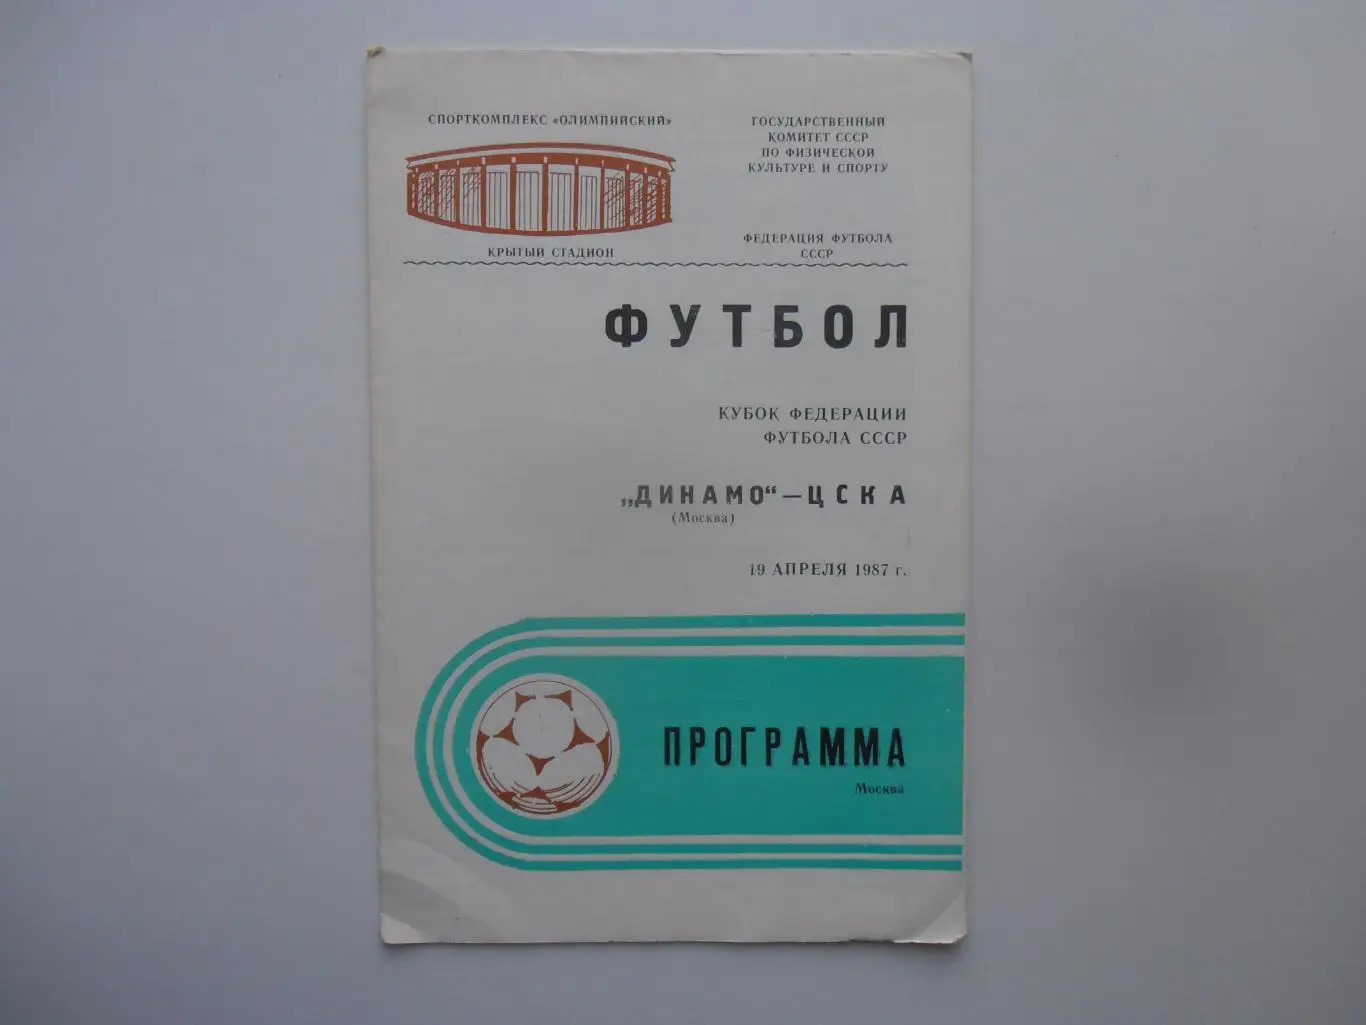 СПОРТКОМПЛЕКС «ОЛИМПИЙСКИЙ»
КРЫТЫЙ СТАДИОН
ГОСУДАРСТВЕННЫЙ
КОМИТЕТ СССР
ПО ФИЗИЧЕСКОЙ
КУЛЬТУРЕ И СПОРТУ
ФЕДЕРАЦИЯ ФУТБОЛА
СССР
ФУТБОЛ
КУБОК ФЕДЕРАЦИИ
ФУТБОЛА СССР
„ДИНАМО“ — ЦСКА
(Москва)
19 АПРЕЛЯ 1987 г.
ПРОГРАММА
Москва